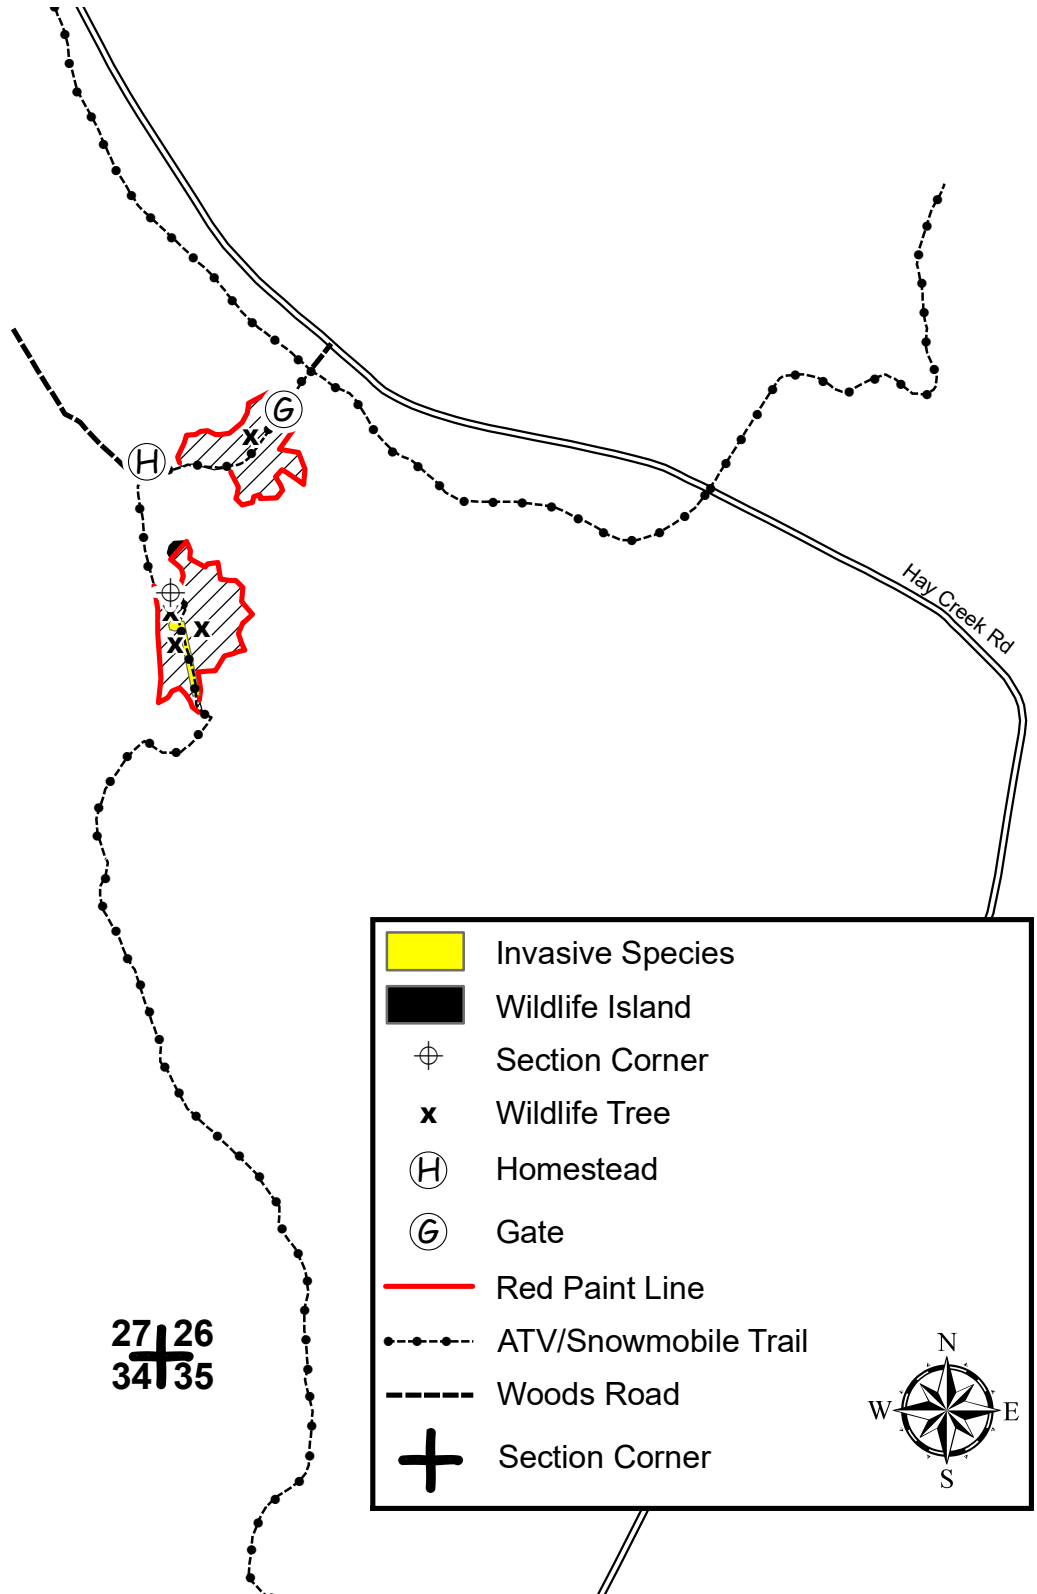 G
x
H
Hay Creek Rd
x
x
x
Invasive Species
Wildlife Island
Section Corner
x Wildlife Tree
H Homestead
G Gate
Red Paint Line
ATV/Snowmobile Trail
Woods Road
Section Corner
N
W E
S
27 26
34 35